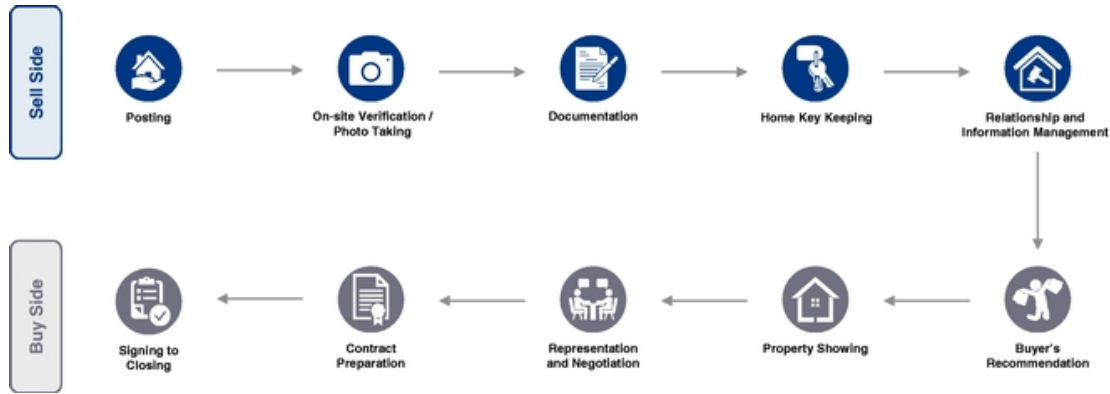 Sell Side
Posting
On-site Verification /
Photo Taking
Documentation
Home Key Keeping
Relationship and
Information Management
Buy Side
Signing to
Closing
Contract
Preparation
Representation
and Negotiation
Property Showing
Buyer's
Recommendation